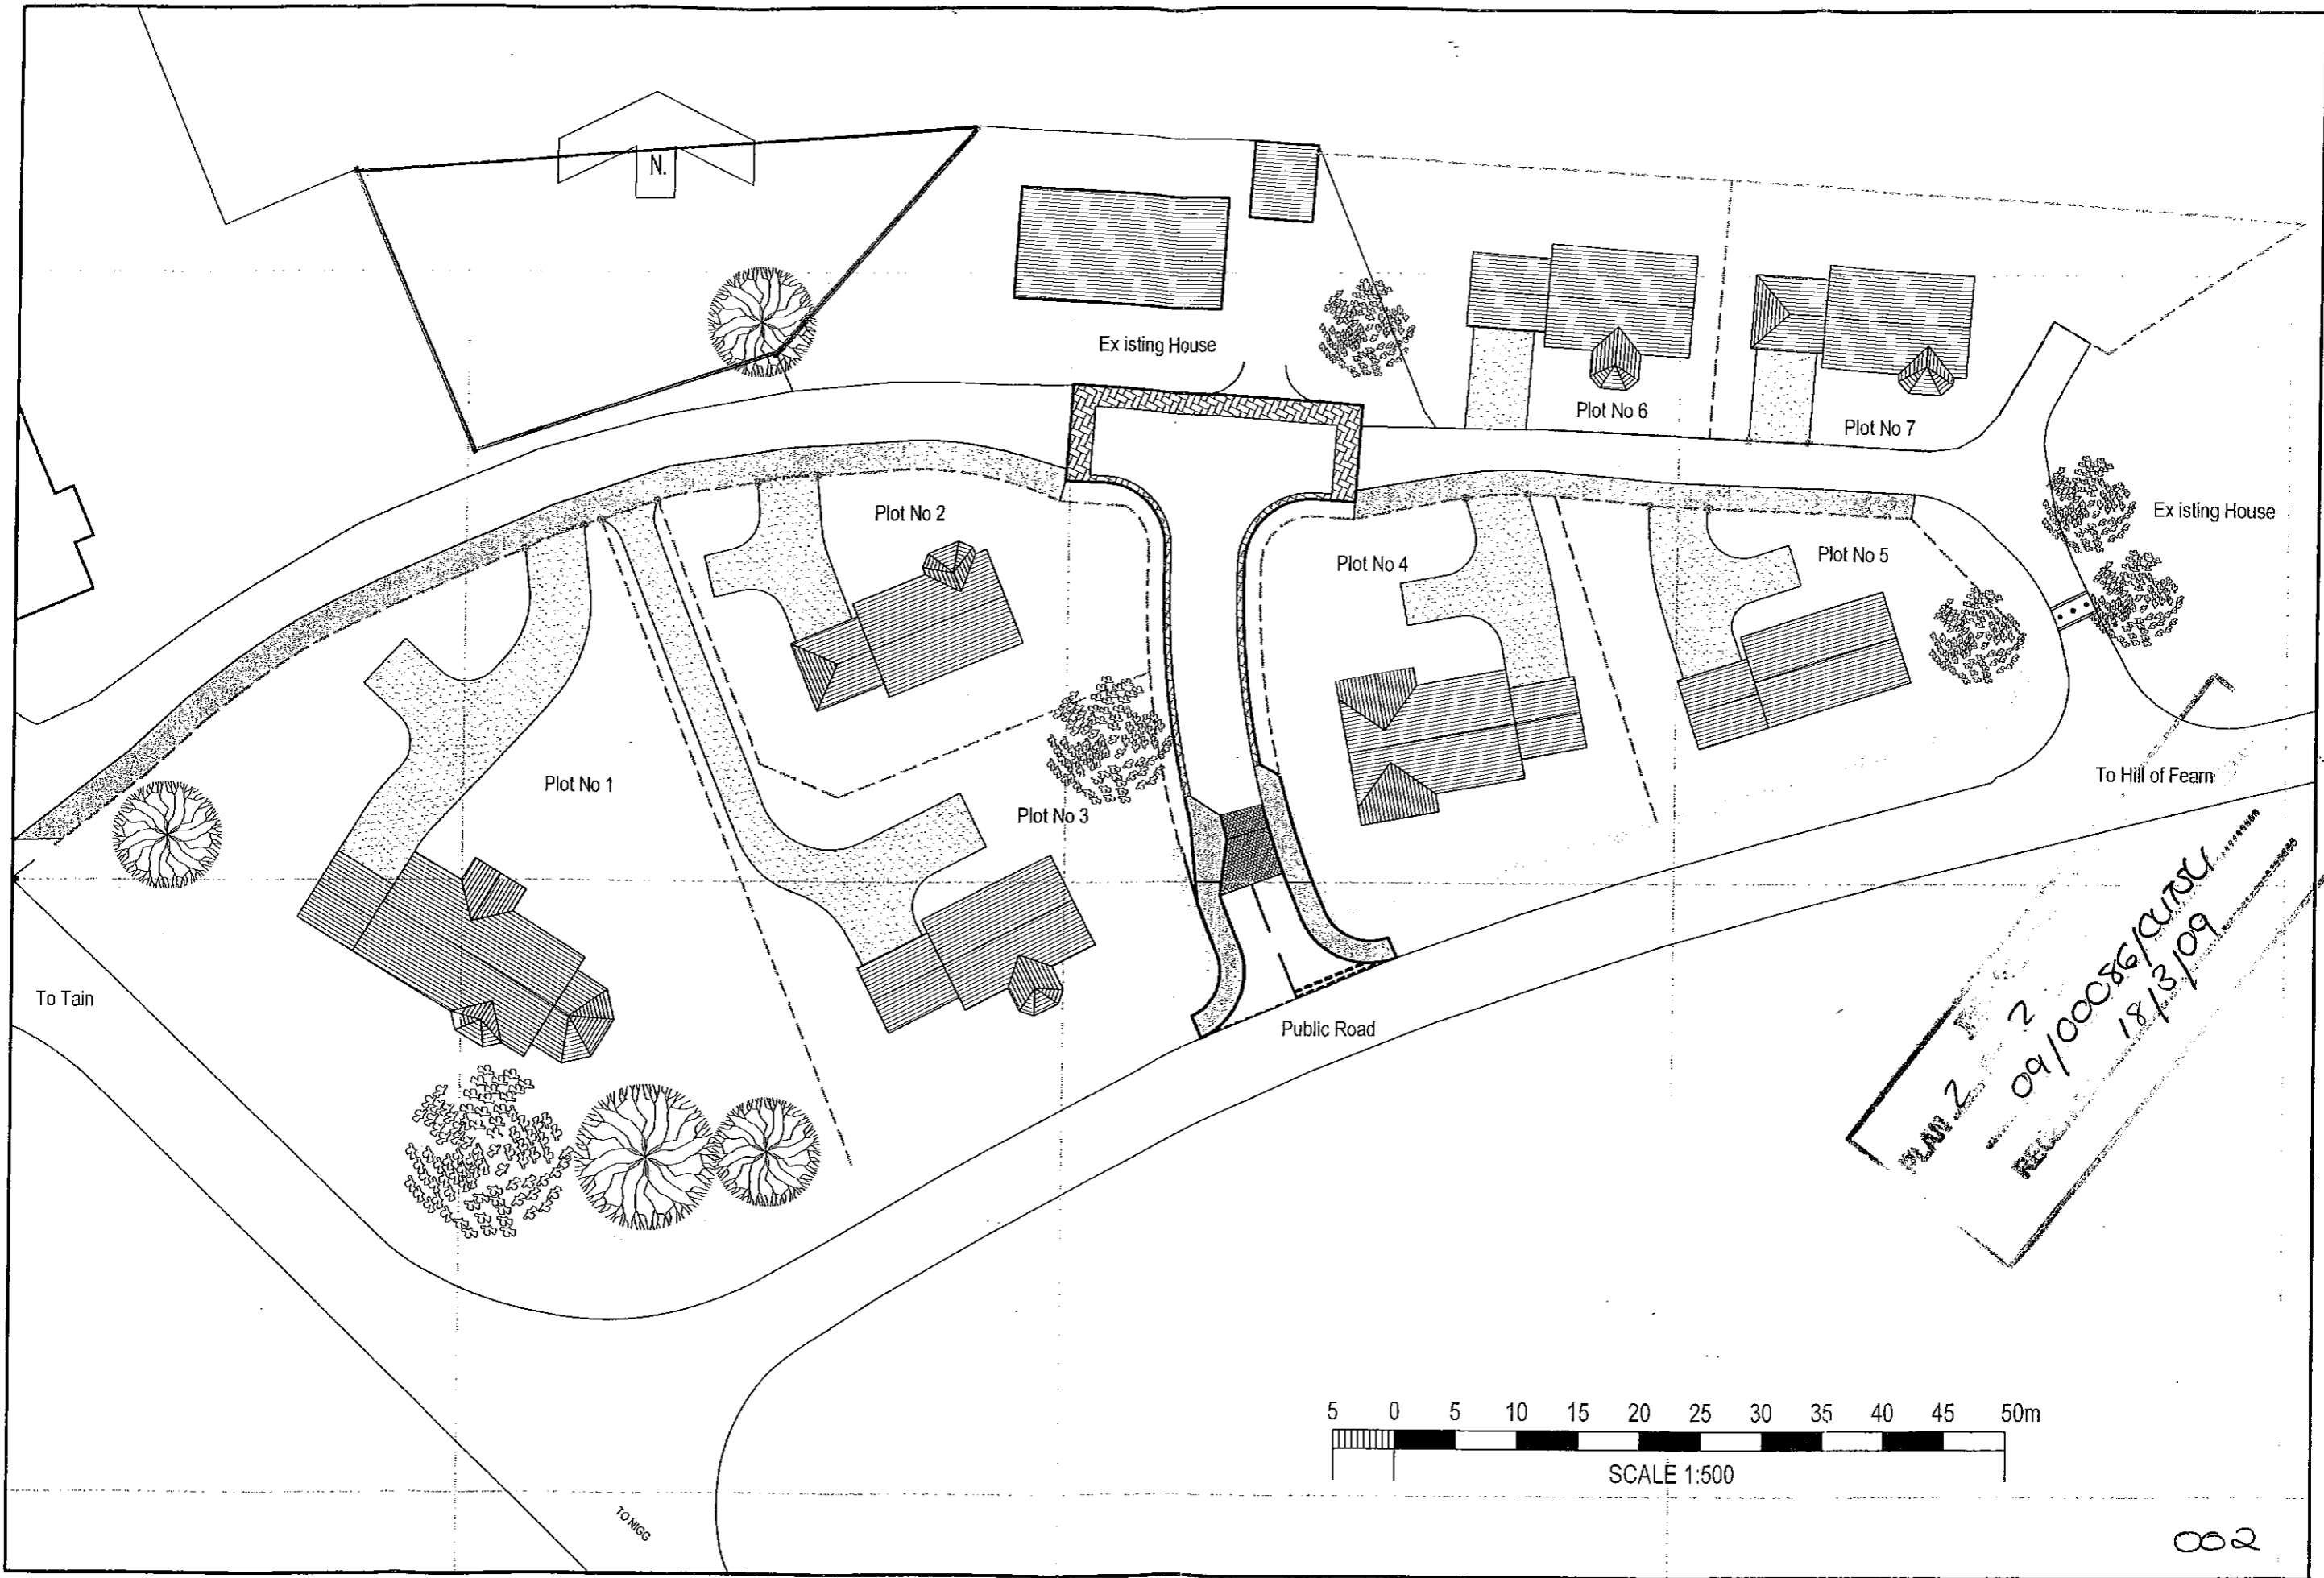 N.
Ex isting House
Plot No 6
Plot No 7
Plot No 2
Ex isting House
Plot No 4
Plot No 5
Plot No 1
Plot No 3
To Hill of Fearn
To Tain
Public Road
PLAN 2 2
09/00086/OUTSU
18/3/09
5 0 5 10 15 20 25 30 35 40 45 50m
SCALE 1:500
TO NIGG
002